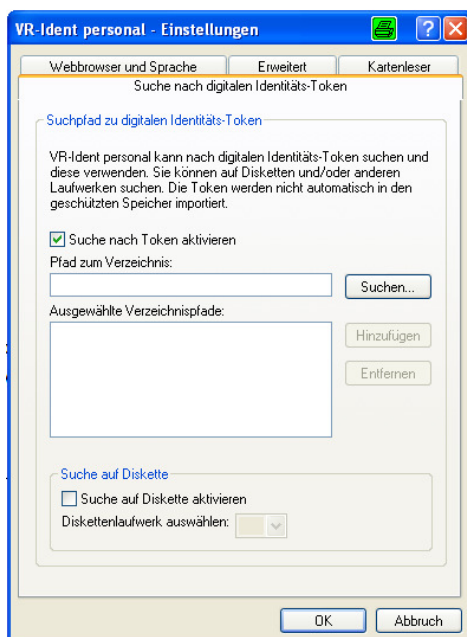 VR-Ident personal - Einstellungen
Webbrowser und Sprache
Erweitert
Kartenleser
Suche nach digitalen Identitäts-Token
Suchpfad zu digitalen Identitäts-Token
VR-Ident personal kann nach digitalen Identitäts-Token suchen und
diese verwenden. Sie können auf Disketten und/oder anderen
Laufwerken suchen. Die Token werden nicht automatisch in den
geschützten Speicher importiert.
Suche nach Token aktivieren
Pfad zum Verzeichnis:
Suchen...
Ausgewählte Verzeichnispfade:
Hinzufügen
Entfernen
Suche auf Diskette
Suche auf Diskette aktivieren
Diskettenlaufwerk auswählen:
OK
Abbruch